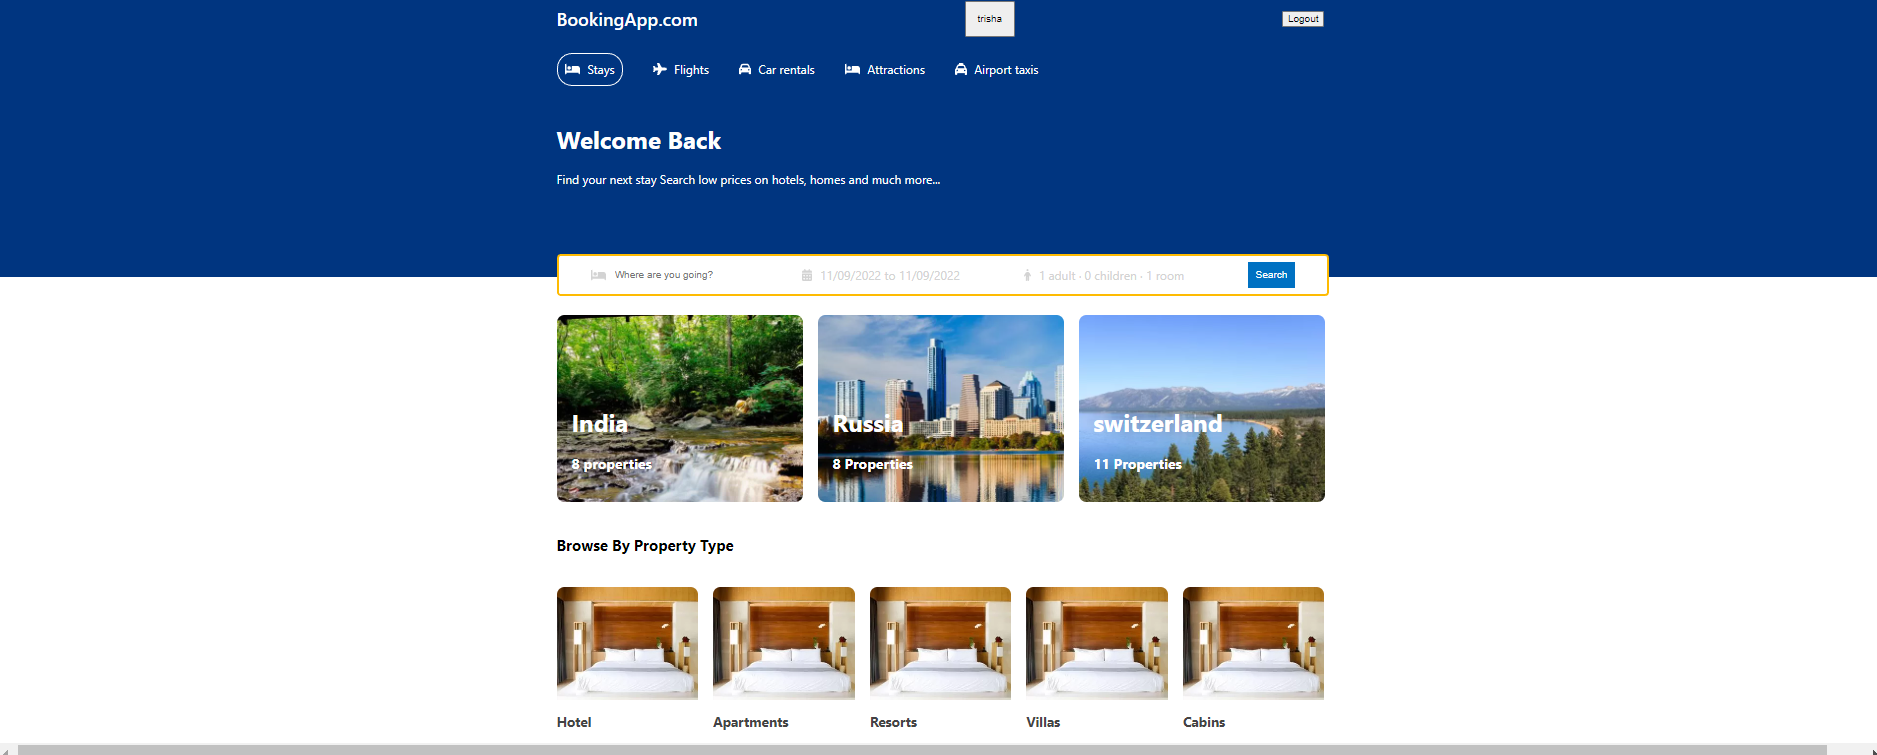 BookingApp.com
trisha
Logout
Stays
Flights
Car rentals
Attractions
Airport taxis
Welcome Back
Find your next stay Search low prices on hotels, homes and much more...
Where are you going?
11/09/2022 to 11/09/2022
1 adult · 0 children · 1 room
Search
India
8 properties
Russia
8 Properties
switzerland
11 Properties
Browse By Property Type
Hotel
Apartments
Resorts
Villas
Cabins